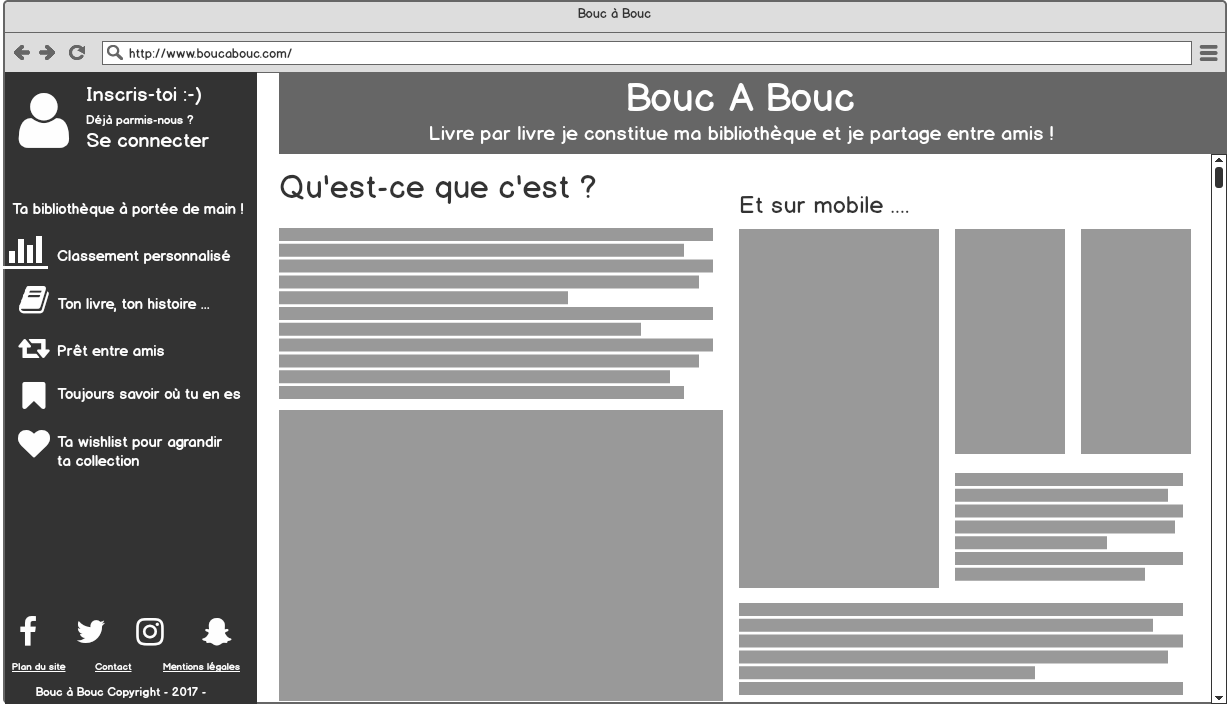 Bouc à Bouc
http://www.boucabouc.com/
Inscris-toi :-)
Déjà parmis-nous ?
Se connecter
Ta bibliothèque à portée de main !
Classement personnalisé
Ton livre, ton histoire ...
Prêt entre amis
Toujours savoir où tu en es
Ta wishlist pour agrandir
ta collection
Plan du site
Contact
Mentions légales
Bouc à Bouc Copyright - 2017 -
Bouc A Bouc
Livre par livre je constitue ma bibliothèque et je partage entre amis !
Qu'est-ce que c'est ?
Et sur mobile ....